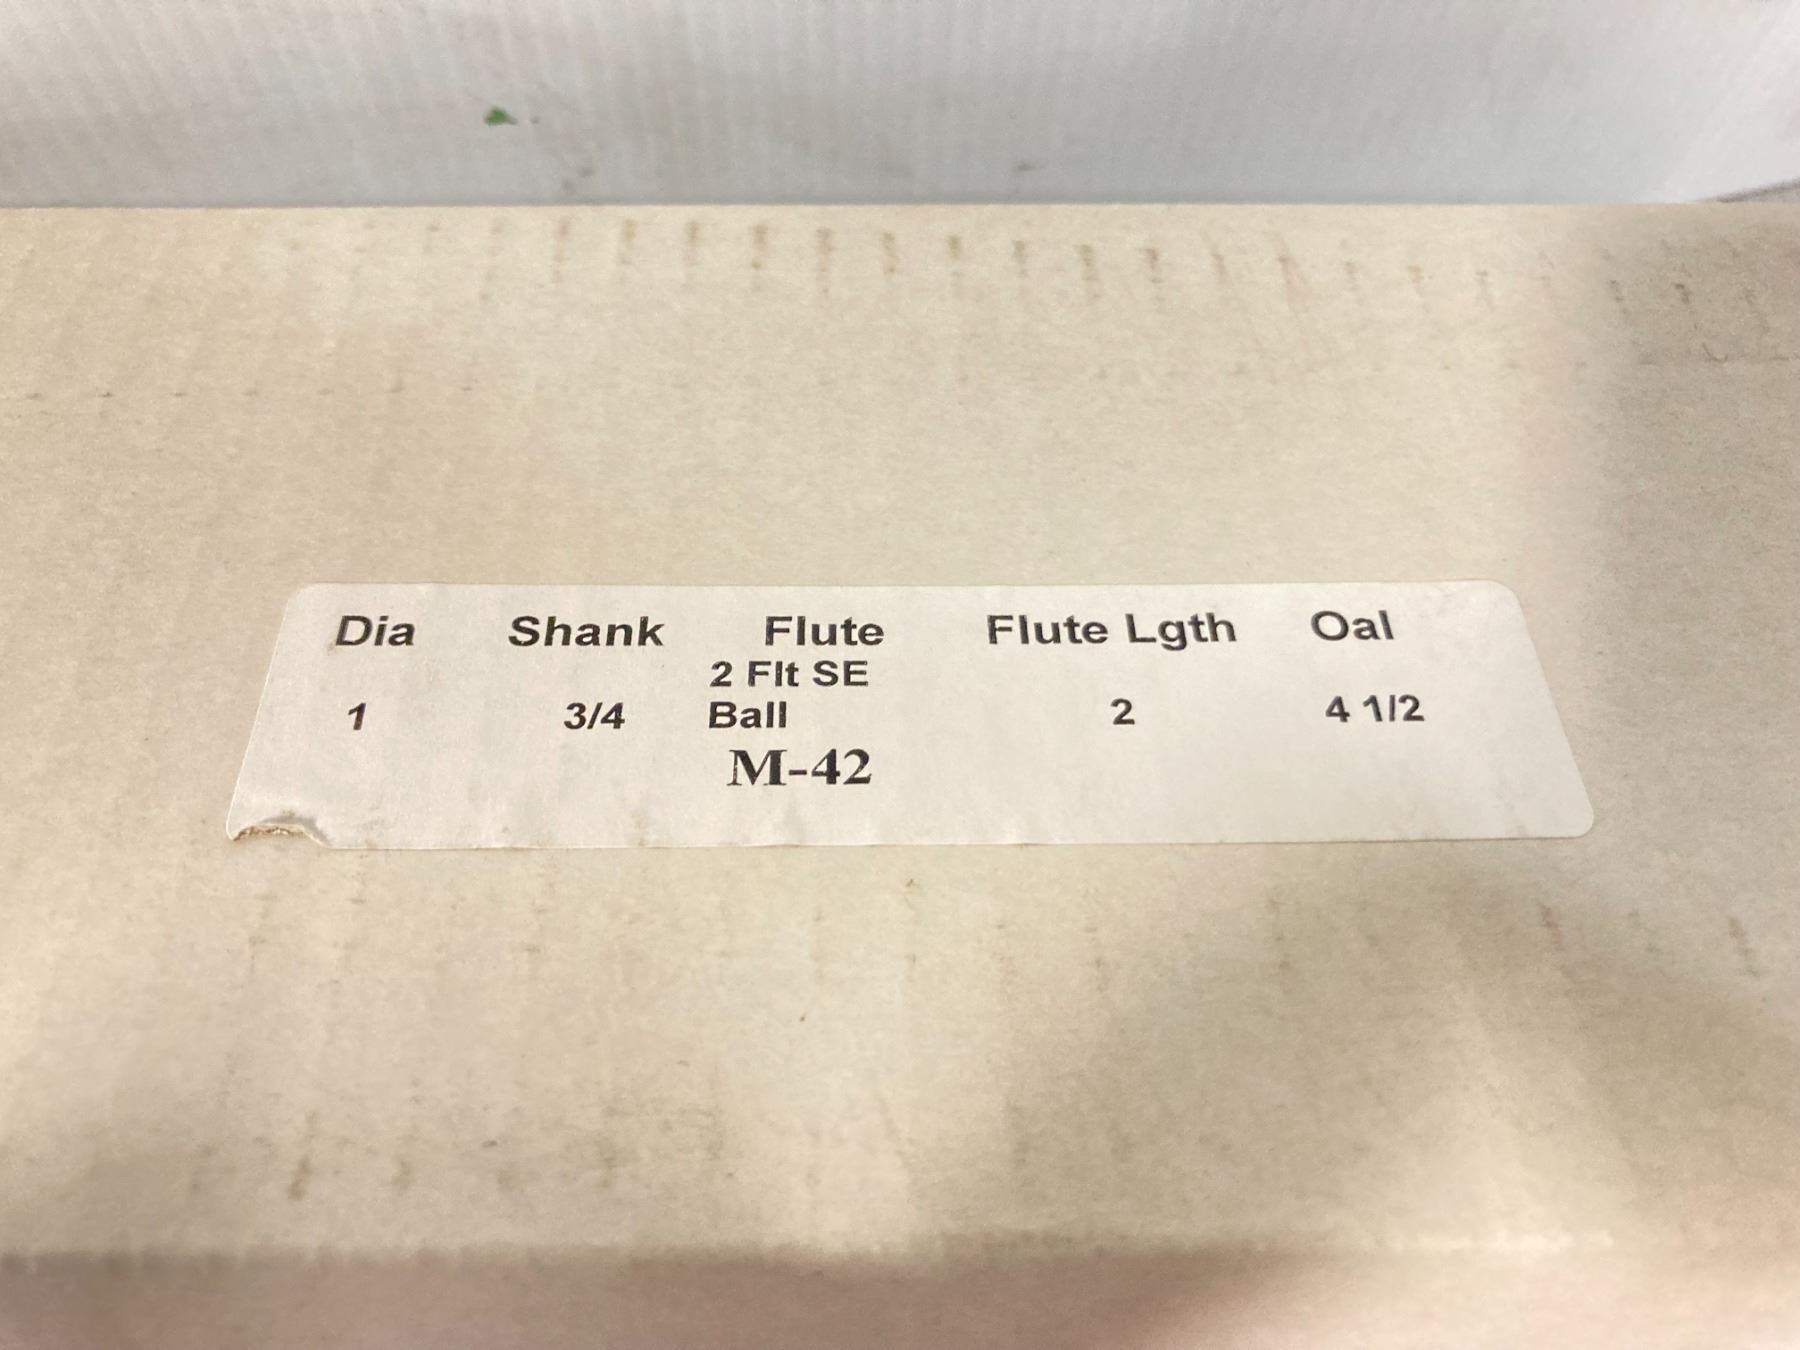 Dia Shank Flute Flute Lgth Oal
2 Flt SE
1 3/4 Ball 2 4 1/2
M-42